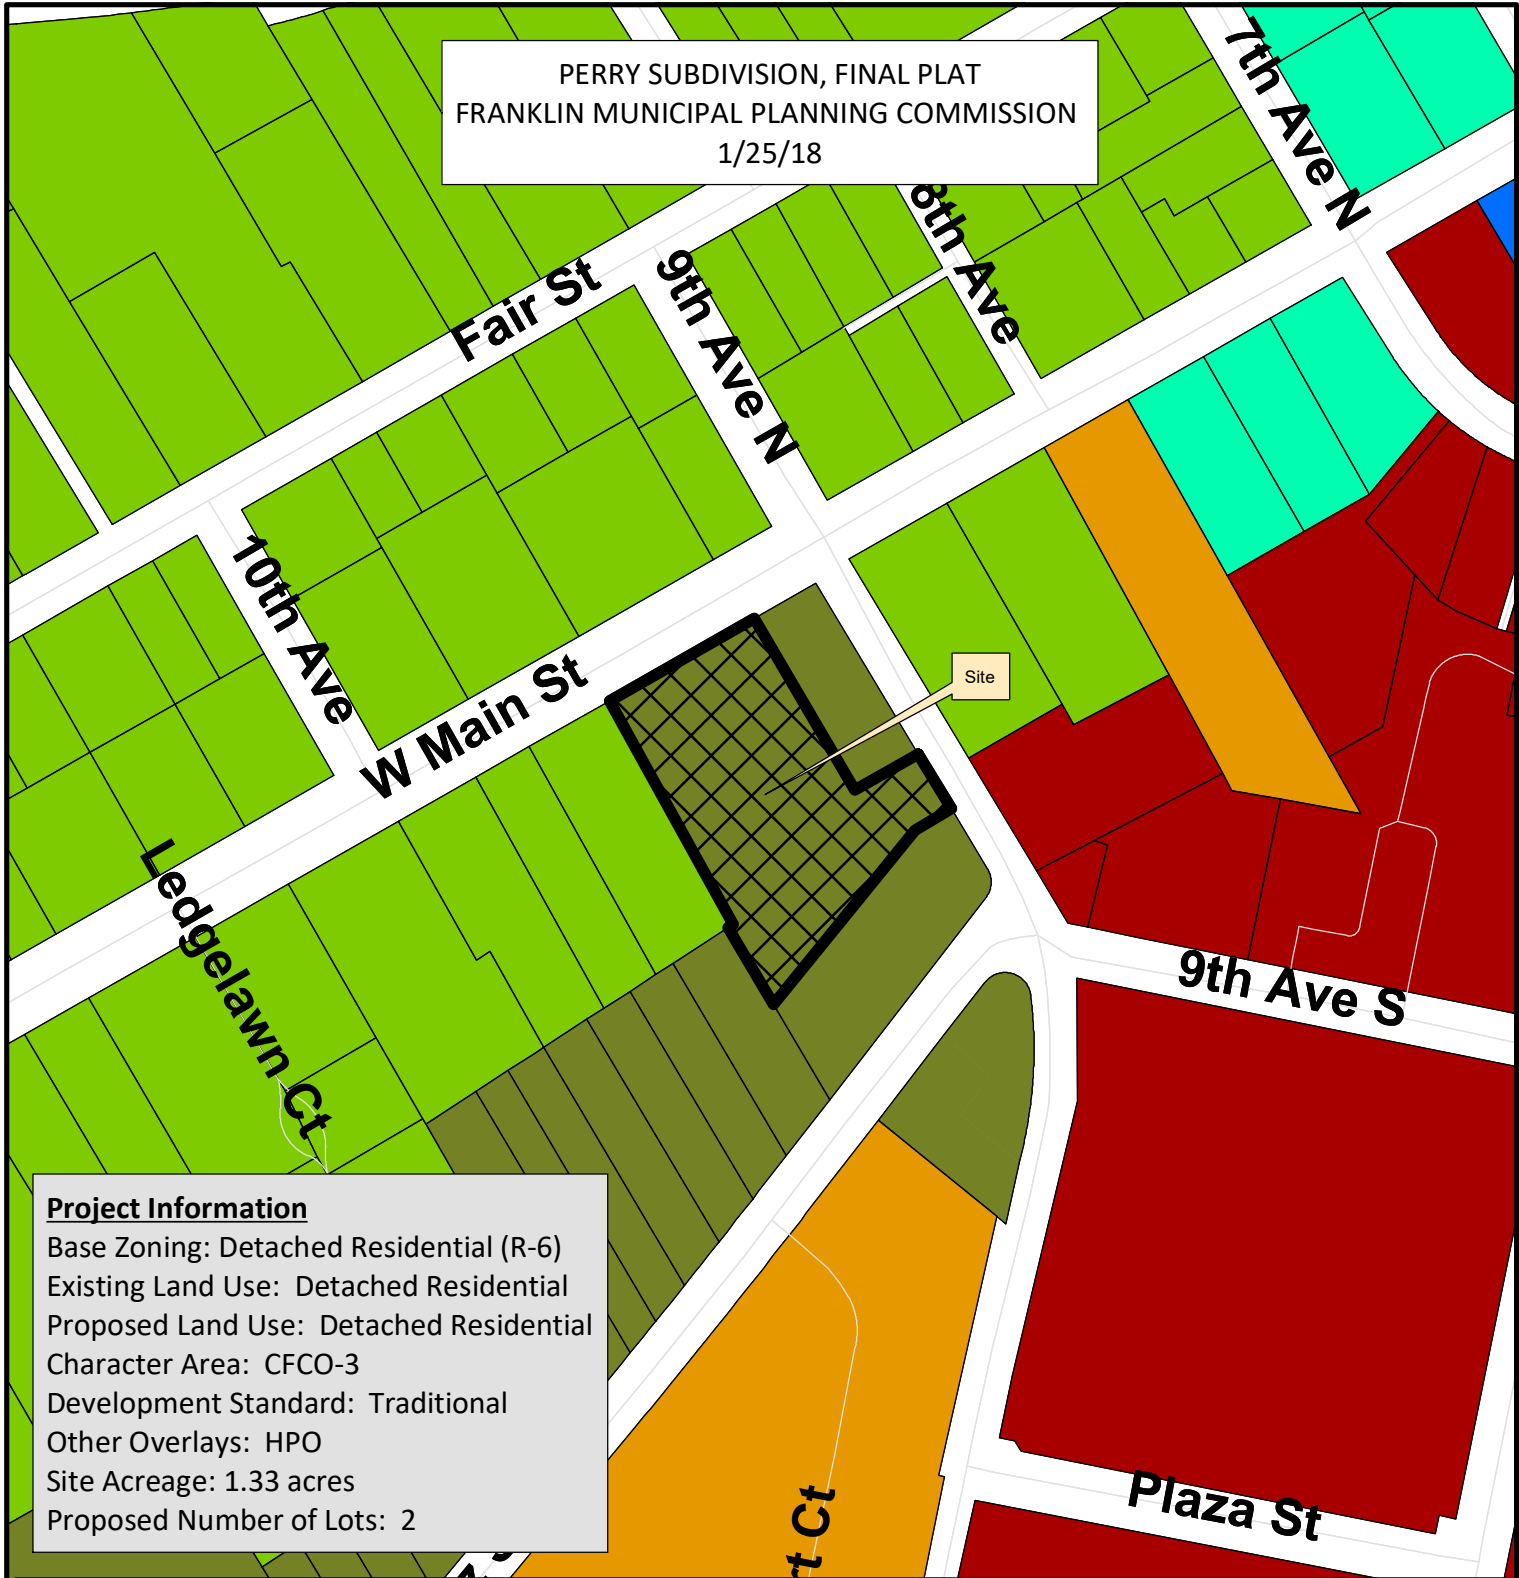 PERRY SUBDIVISION, FINAL PLAT
FRANKLIN MUNICIPAL PLANNING COMMISSION
1/25/18
7th Ave N
8th Ave
Fair St
9th Ave N
10th Ave
W Main St
Site
Ledgelawn Ct
9th Ave S
Plaza St
Ct
Project Information
Base Zoning: Detached Residential (R-6)
Existing Land Use: Detached Residential
Proposed Land Use: Detached Residential
Character Area: CFCO-3
Development Standard: Traditional
Other Overlays: HPO
Site Acreage: 1.33 acres
Proposed Number of Lots: 2